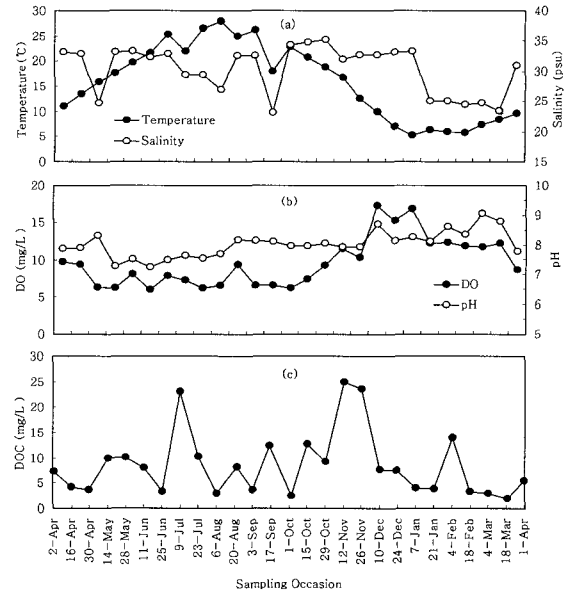 (a)
30
25
20
15
10
5
0
Temperature (℃)
40
35
30
25
20
15
Salinity (psu)
Temperature
Salinity
(b)
20
15
10
5
0
DO (mg/L)
10
9
8
7
6
5
pH
DO
pH
(c)
30
25
20
15
10
5
0
DOC (mg/L)
2-Apr
16-Apr
30-Apr
14-May
28-May
11-Jun
25-Jun
9-Jul
23-Jul
6-Aug
20-Aug
3-Sep
17-Sep
1-Oct
15-Oct
29-Oct
12-Nov
26-Nov
10-Dec
24-Dec
7-Jan
21-Jan
4-Feb
18-Feb
4-Mar
18-Mar
1-Apr
Sampling Occasion